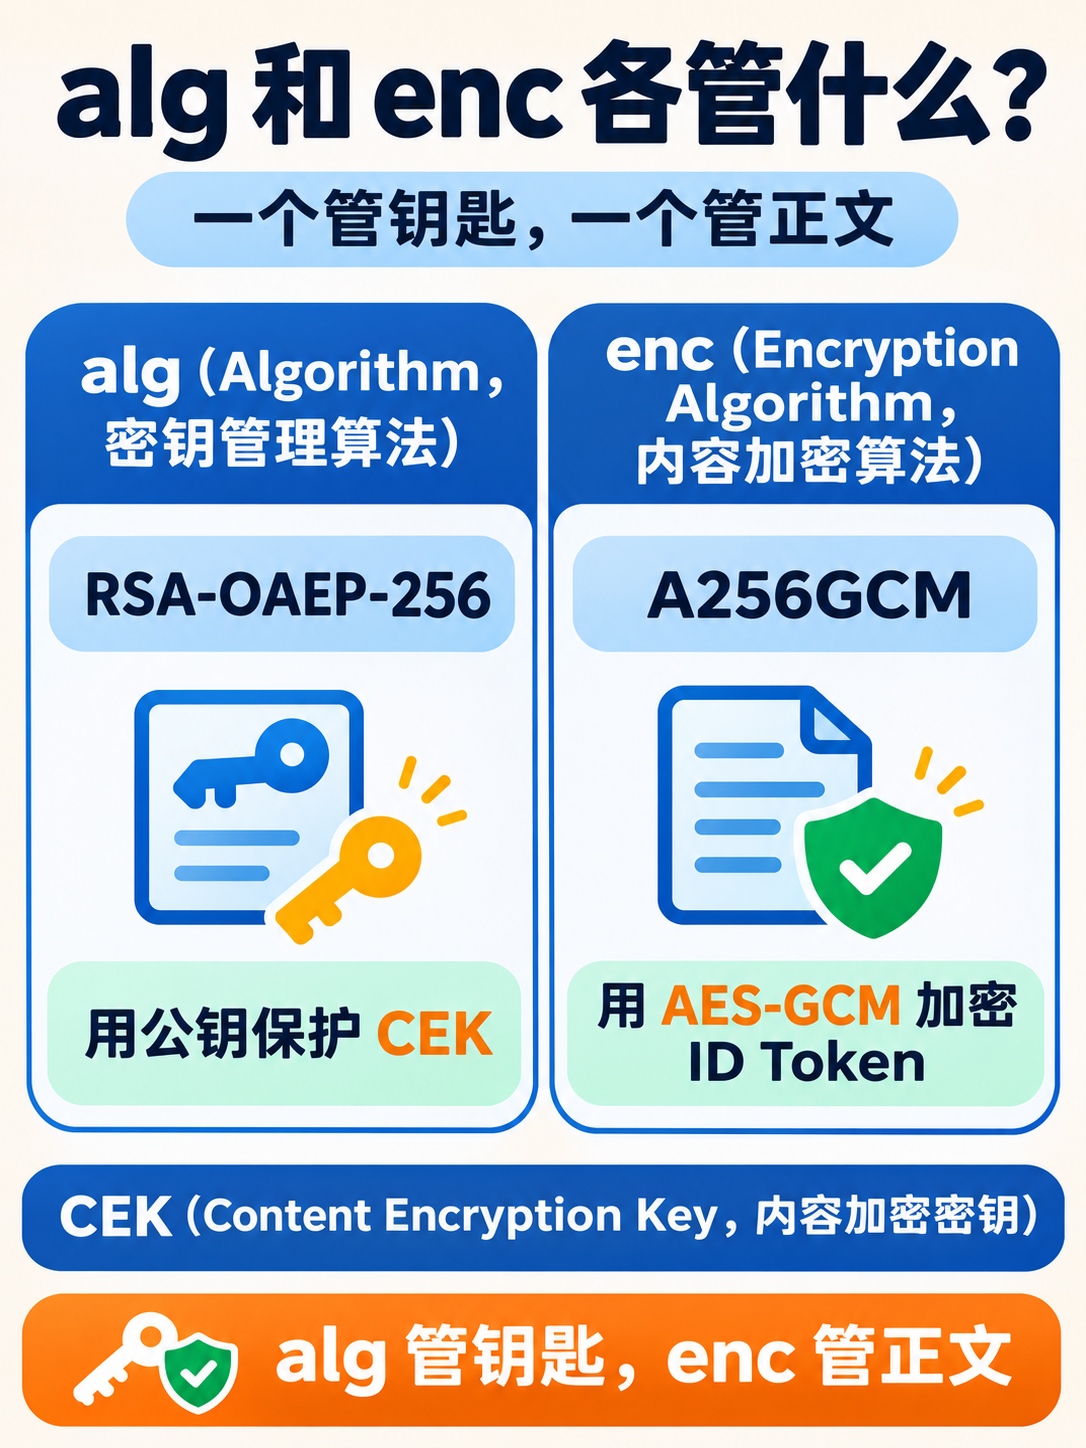 alg 和 enc 各管什么？
一个管钥匙，一个管正文
alg（Algorithm，
密钥管理算法）
RSA-OAEP-256
用公钥保护 CEK
enc（Encryption
Algorithm，
内容加密算法）
A256GCM
用 AES-GCM 加密
ID Token
CEK（Content Encryption Key，内容加密密钥）
alg 管钥匙，enc 管正文